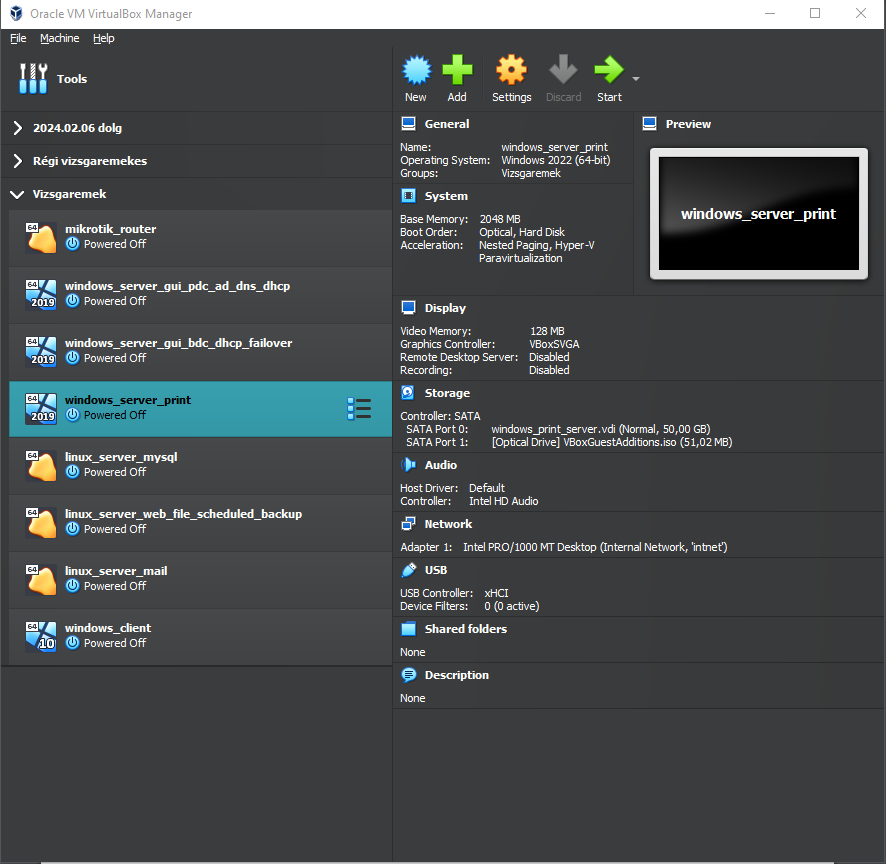 Oracle VM VirtualBox Manager
File Machine Help
Tools
New Add Settings Discard Start
2024.02.06 dolg
Régi vizsgaremekes
Vizsgaremek
64
mikrotik_router
Powered Off
64
2019
windows_server_gui_pdc_ad_dns_dhcp
Powered Off
64
2019
windows_server_gui_bdc_dhcp_failover
Powered Off
64
2019
windows_server_print
Powered Off
64
linux_server_mysql
Powered Off
64
linux_server_web_file_scheduled_backup
Powered Off
64
linux_server_mail
Powered Off
64
10
windows_client
Powered Off
General
Name: windows_server_print
Operating System: Windows 2022 (64-bit)
Groups: Vizsgaremek
Preview
windows_server_print
System
Base Memory: 2048 MB
Boot Order: Optical, Hard Disk
Acceleration: Nested Paging, Hyper-V
Paravirtualization
Display
Video Memory: 128 MB
Graphics Controller: VBoxSVGA
Remote Desktop Server: Disabled
Recording: Disabled
Storage
Controller: SATA
SATA Port 0: windows_print_server.vdi (Normal, 50,00 GB)
SATA Port 1: [Optical Drive] VBoxGuestAdditions.iso (51,02 MB)
Audio
Host Driver: Default
Controller: Intel HD Audio
Network
Adapter 1: Intel PRO/1000 MT Desktop (Internal Network, 'intnet')
USB
USB Controller: xHCI
Device Filters: 0 (0 active)
Shared folders
None
Description
None